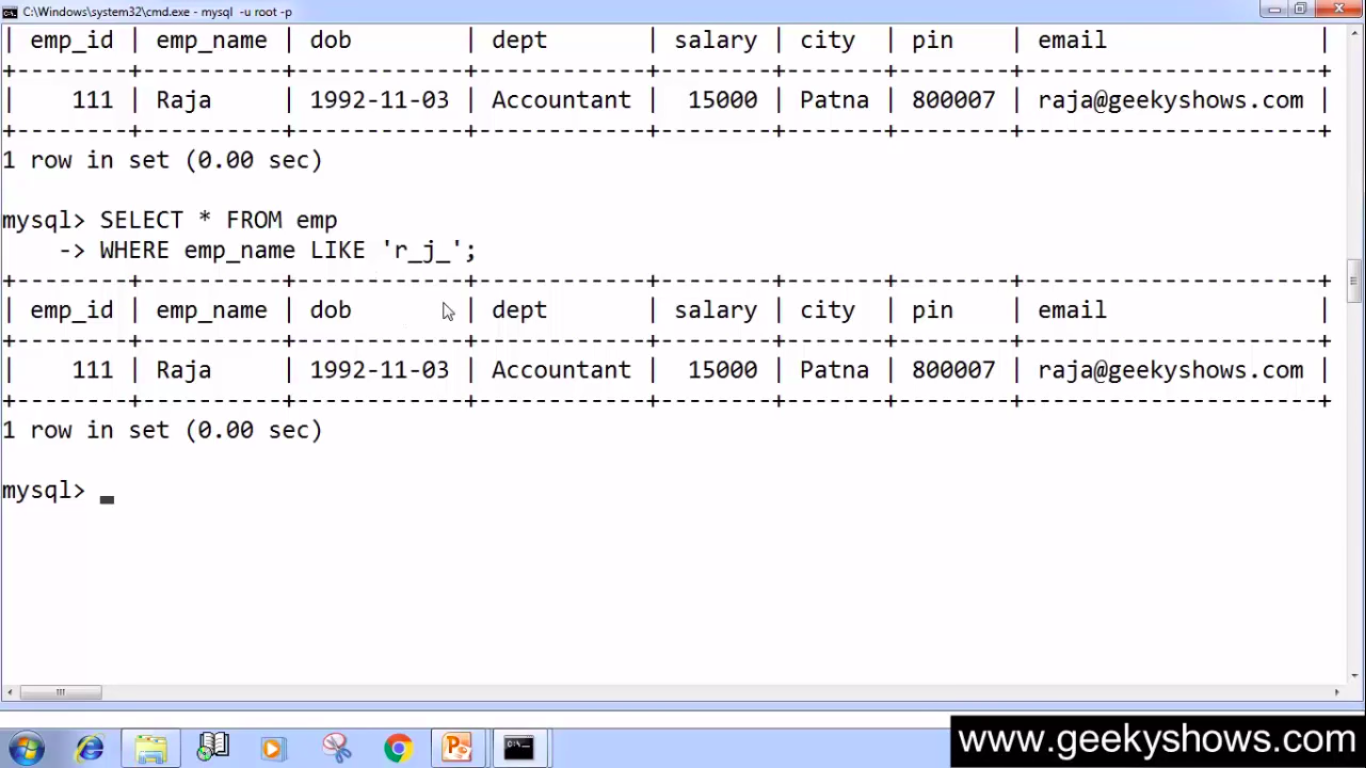 C:\Windows\system32\cmd.exe - mysql -u root -p
| emp_id | emp_name | dob        | dept       | salary | city  | pin    | email               |
+--------+----------+------------+------------+--------+-------+--------+---------------------+
|    111 | Raja     | 1992-11-03 | Accountant |  15000 | Patna | 800007 | raja@geekyshows.com |
+--------+----------+------------+------------+--------+-------+--------+---------------------+
1 row in set (0.00 sec)
mysql> SELECT * FROM emp
    -> WHERE emp_name LIKE 'r_j_';
+--------+----------+------------+------------+--------+-------+--------+---------------------+
| emp_id | emp_name | dob        | dept       | salary | city  | pin    | email               |
+--------+----------+------------+------------+--------+-------+--------+---------------------+
|    111 | Raja     | 1992-11-03 | Accountant |  15000 | Patna | 800007 | raja@geekyshows.com |
+--------+----------+------------+------------+--------+-------+--------+---------------------+
1 row in set (0.00 sec)
mysql> _
www.geekyshows.com